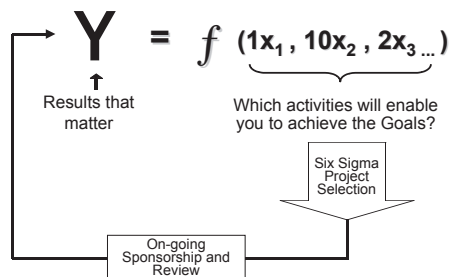 Y = f (1x₁ , 10x₂ , 2x₃ ... )
Results that
matter
Which activities will enable
you to achieve the Goals?
Six Sigma
Project
Selection
On-going
Sponsorship and
Review